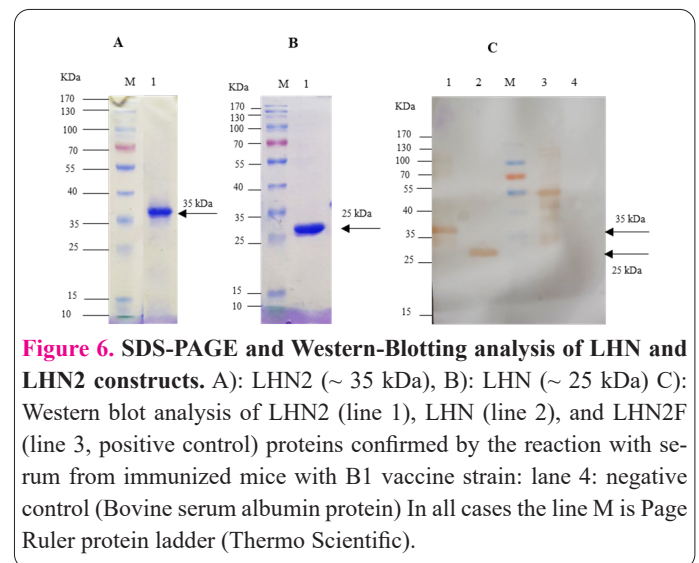 A
B
C
KDa
M 1
170
130
100
70
55
40
35
25
15
10
35 kDa
KDa
M 1
170
130
100
70
55
40
35
25
15
10
25 kDa
1 2 M 3 4
KDa
170
130
100
70
55
40
35
25
15
35 kDa
25 kDa
Figure 6. SDS-PAGE and Western-Blotting analysis of LHN and
LHN2 constructs. A): LHN2 (~ 35 kDa), B): LHN (~ 25 kDa) C):
Western blot analysis of LHN2 (line 1), LHN (line 2), and LHN2F
(line 3, positive control) proteins confirmed by the reaction with se-
rum from immunized mice with B1 vaccine strain: lane 4: negative
control (Bovine serum albumin protein) In all cases the line M is Page
Ruler protein ladder (Thermo Scientific).